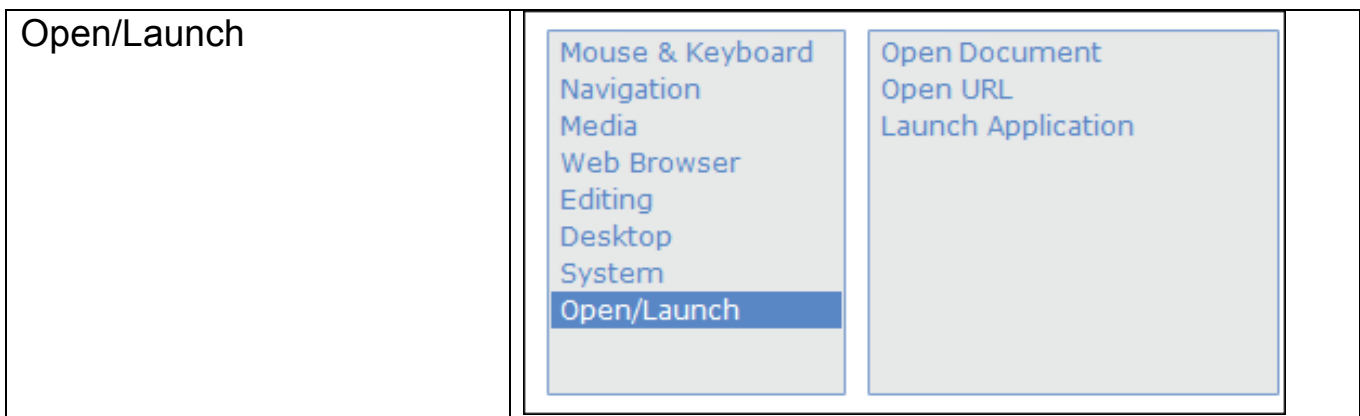 Open/Launch
Mouse & Keyboard
Navigation
Media
Web Browser
Editing
Desktop
System
Open/Launch
Open Document
Open URL
Launch Application